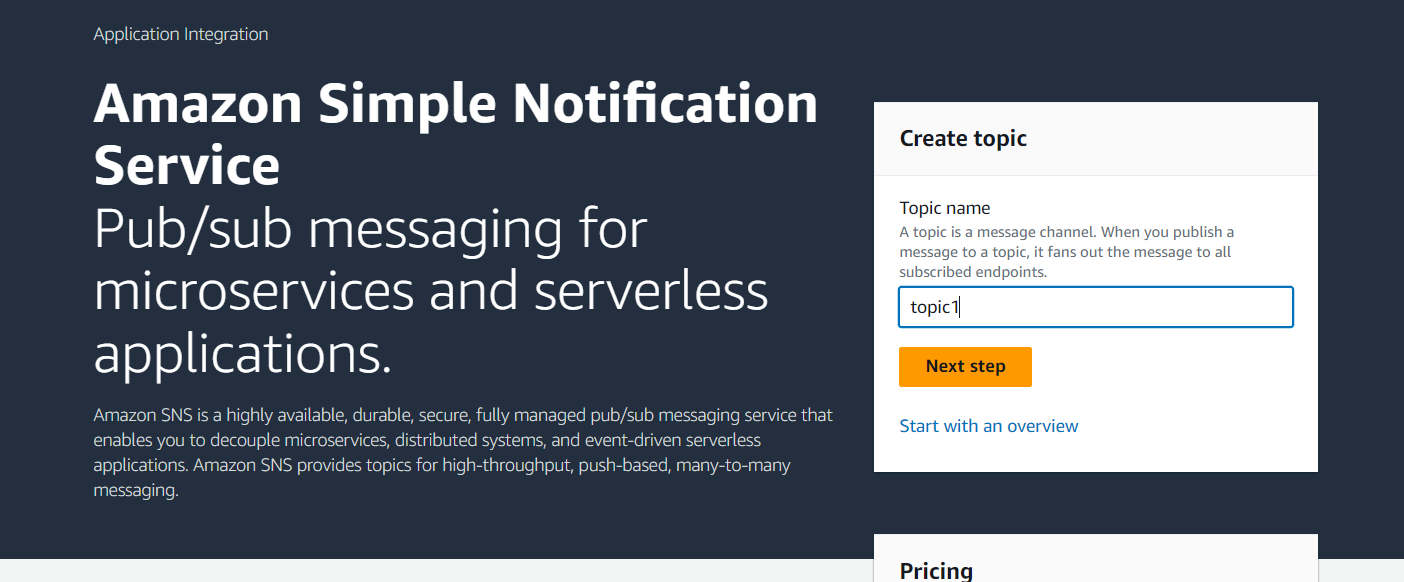 Application Integration
Amazon Simple Notification
Service
Pub/sub messaging for
microservices and serverless
applications.
Amazon SNS is a highly available, durable, secure, fully managed pub/sub messaging service that
enables you to decouple microservices, distributed systems, and event-driven serverless
applications. Amazon SNS provides topics for high-throughput, push-based, many-to-many
messaging.
Create topic
Topic name
A topic is a message channel. When you publish a
message to a topic, it fans out the message to all
subscribed endpoints.
topic1
Next step
Start with an overview
Pricing